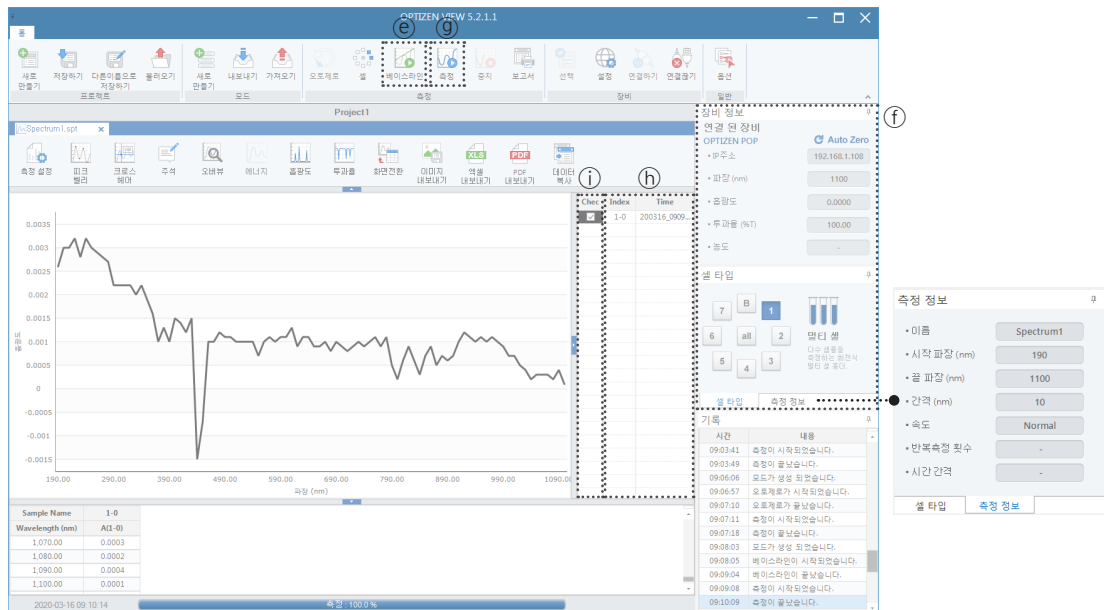 OPTIZEN VIEW 5.2.1.1
홈
ⓔ ⓖ
새로 만들기 저장하기 다른이름으로 저장하기 불러오기 새로 만들기 내보내기 가져오기 오토제로 셀 베이스라인 측정 중지 보고서 선택 설정 연결하기 연결끊기 옵션
프로젝트 모드 측정 장비 일반
Project1
Spectrum1.spt
측정 설정 피크 밸리 크로스 헤어 주석 오버뷰 에너지 흡광도 투과율 화면전환 이미지 내보내기 엑셀 내보내기 PDF 내보내기 데이터 복사
XLS PDF
ⓘ ⓗ
Chec Index Time
1-0 200316_0909...
0.0035
0.003
0.0025
0.002
0.0015
0.001
0.0005
0
-0.0005
-0.001
-0.0015
흡광도
190.00 290.00 390.00 490.00 590.00 690.00 790.00 890.00 990.00 1090.00
파장 (nm)
Sample Name 1-0
Wavelength (nm) A(1-0)
1,070.00 0.0003
1,080.00 0.0002
1,090.00 0.0004
1,100.00 0.0001
2020-03-16 09:10:14 측정 : 100.0 %
ⓕ
장비 정보
연결 된 장비
OPTIZEN POP Auto Zero
• IP주소 192.168.1.108
• 파장 (nm) 1100
• 흡광도 0.0000
• 투과율 (%T) 100.00
• 농도 -
셀 타입
7 B 1
6 all 2
5 4 3
멀티 셀
다수 샘플을
측정하는 회전식
멀티 셀 홀더
셀 타입 측정 정보
기록
시간 내용
09:03:41 측정이 시작되었습니다.
09:03:49 측정이 끝났습니다.
09:06:06 모드가 생성 되었습니다.
09:06:57 오토제로가 시작되었습니다.
09:07:10 오토제로가 끝났습니다.
09:07:11 측정이 시작되었습니다.
09:07:18 측정이 끝났습니다.
09:08:03 모드가 생성 되었습니다.
09:08:05 베이스라인이 시작되었습니다.
09:09:04 베이스라인이 끝났습니다.
09:09:08 측정이 시작되었습니다.
09:10:09 측정이 끝났습니다.
측정 정보
• 이름 Spectrum1
• 시작 파장 (nm) 190
• 끝 파장 (nm) 1100
• 간격 (nm) 10
• 속도 Normal
• 반복측정 횟수 -
• 시간 간격 -
셀 타입 측정 정보